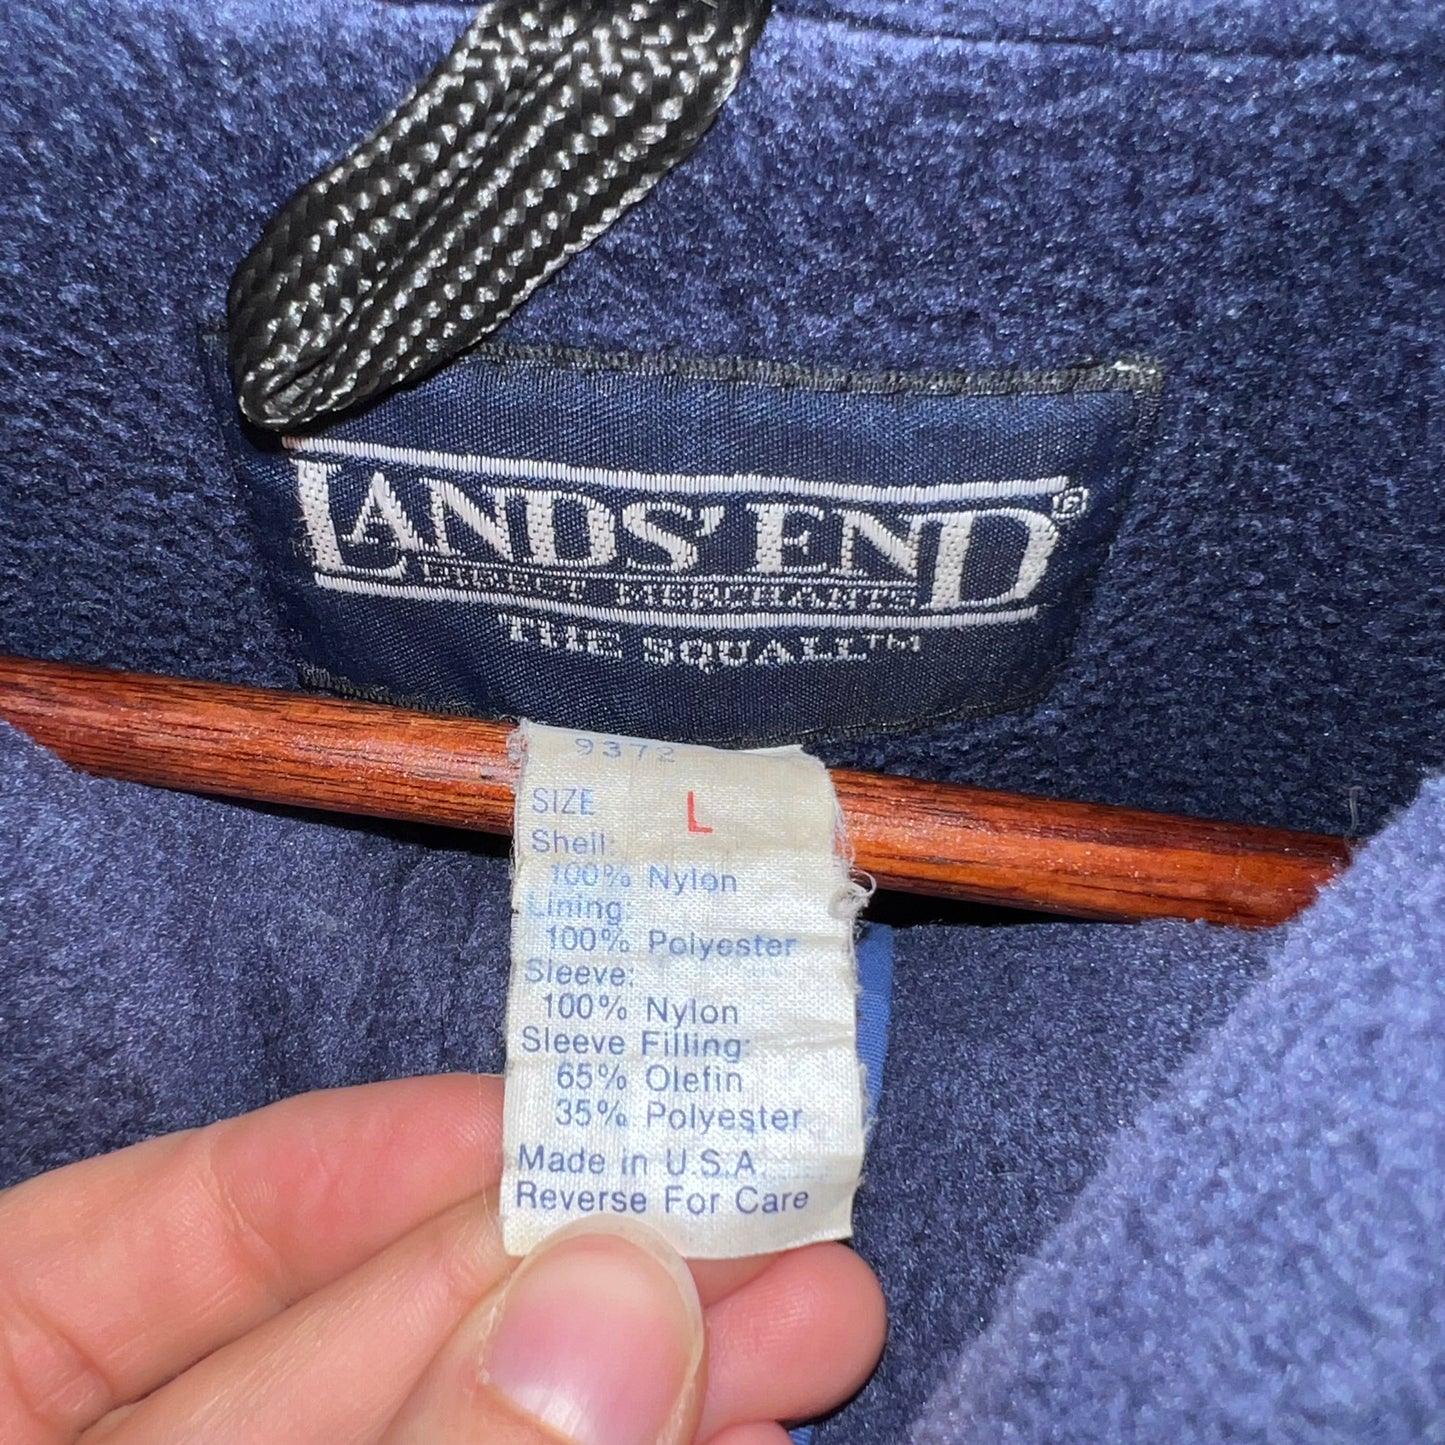 LANDS' END®
DIRECT MERCHANTS
THE SQUALL™
9372
SIZE L
Shell:
100% Nylon
Lining:
100% Polyester
Sleeve:
100% Nylon
Sleeve Filling:
65% Olefin
35% Polyester
Made in U.S.A.
Reverse For Care